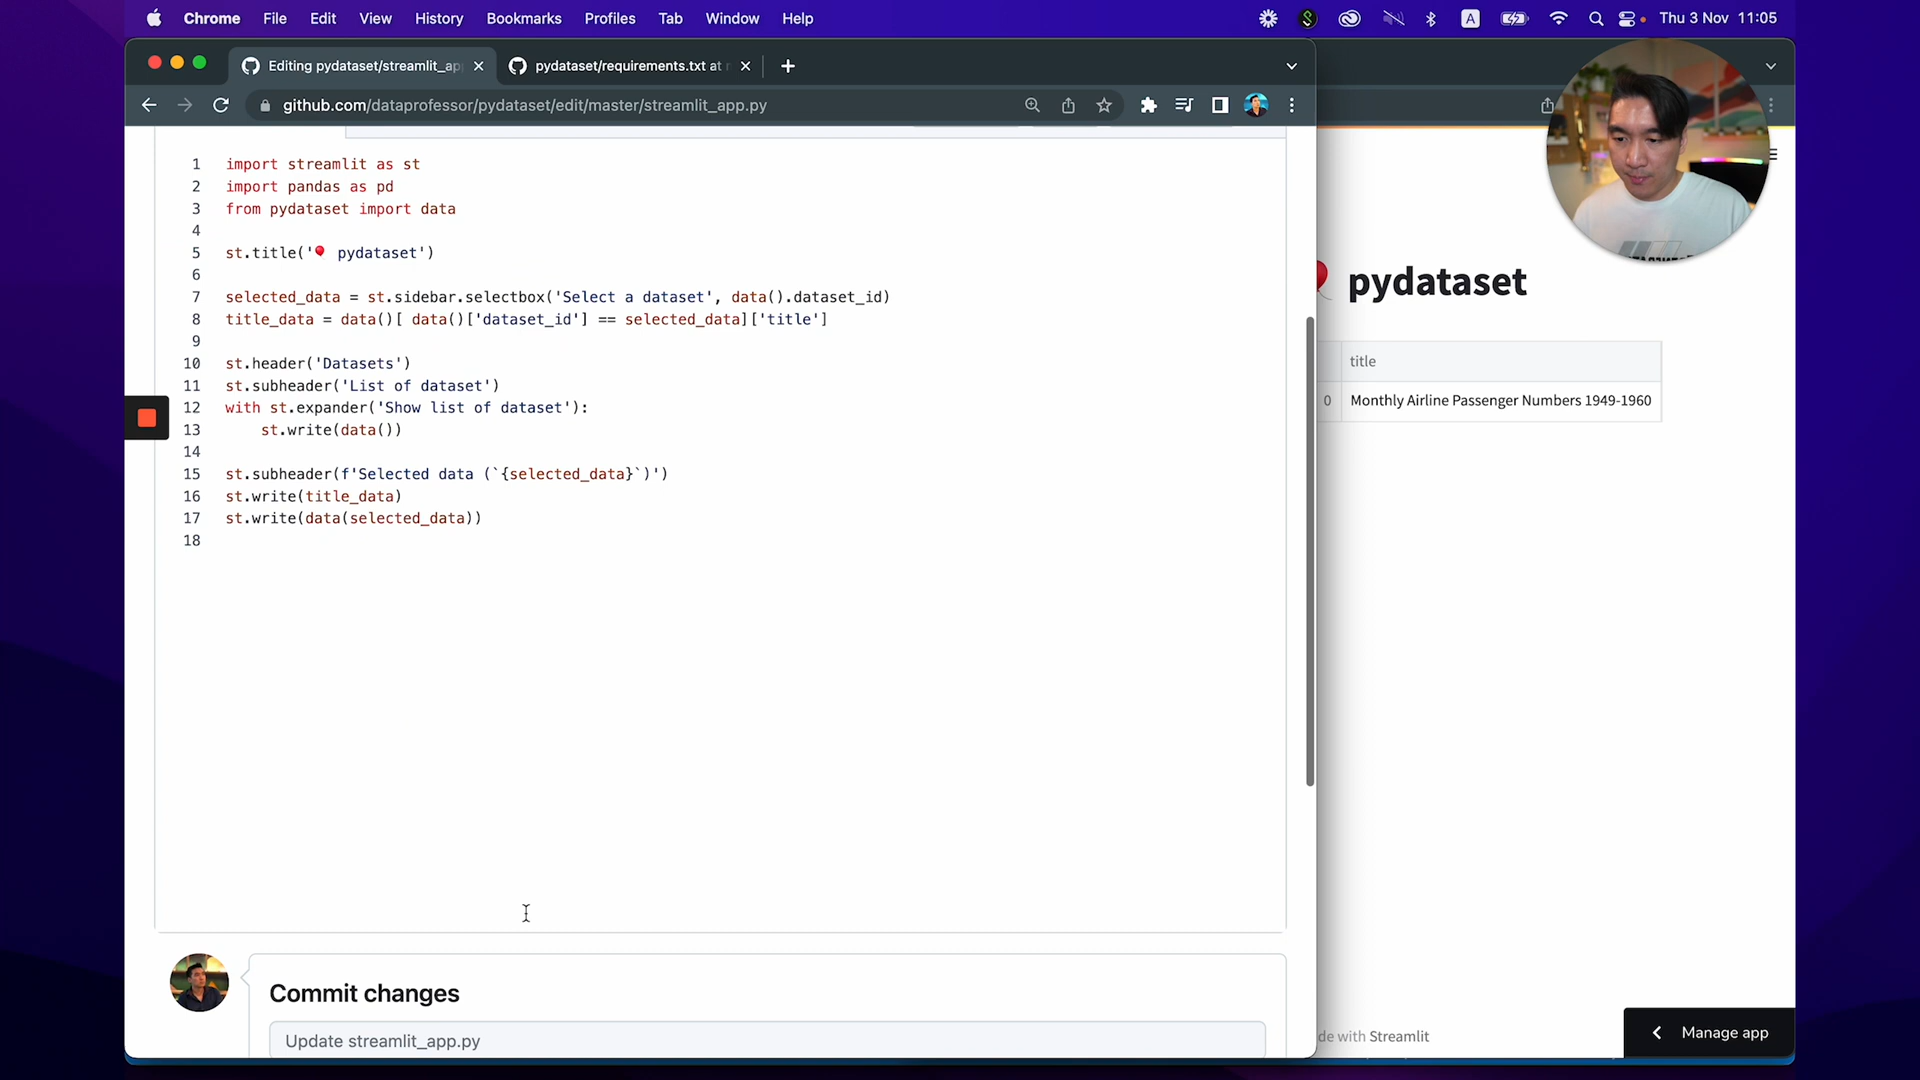 Chrome File Edit View History Bookmarks Profiles Tab Window Help
A
Thu 3 Nov 11:05
Editing pydataset/streamlit_ap
pydataset/requirements.txt at
github.com/dataprofessor/pydataset/edit/master/streamlit_app.py
1 import streamlit as st
2 import pandas as pd
3 from pydataset import data
4
5 st.title('🎈 pydataset')
6
7 selected_data = st.sidebar.selectbox('Select a dataset', data().dataset_id)
8 title_data = data()[ data()['dataset_id'] == selected_data]['title']
9
10 st.header('Datasets')
11 st.subheader('List of dataset')
12 with st.expander('Show list of dataset'):
13     st.write(data())
14
15 st.subheader(f'Selected data (`{selected_data}`)')
16 st.write(title_data)
17 st.write(data(selected_data))
18
Commit changes
Update streamlit_app.py
pydataset
title
0 Monthly Airline Passenger Numbers 1949-1960
de with Streamlit
Manage app